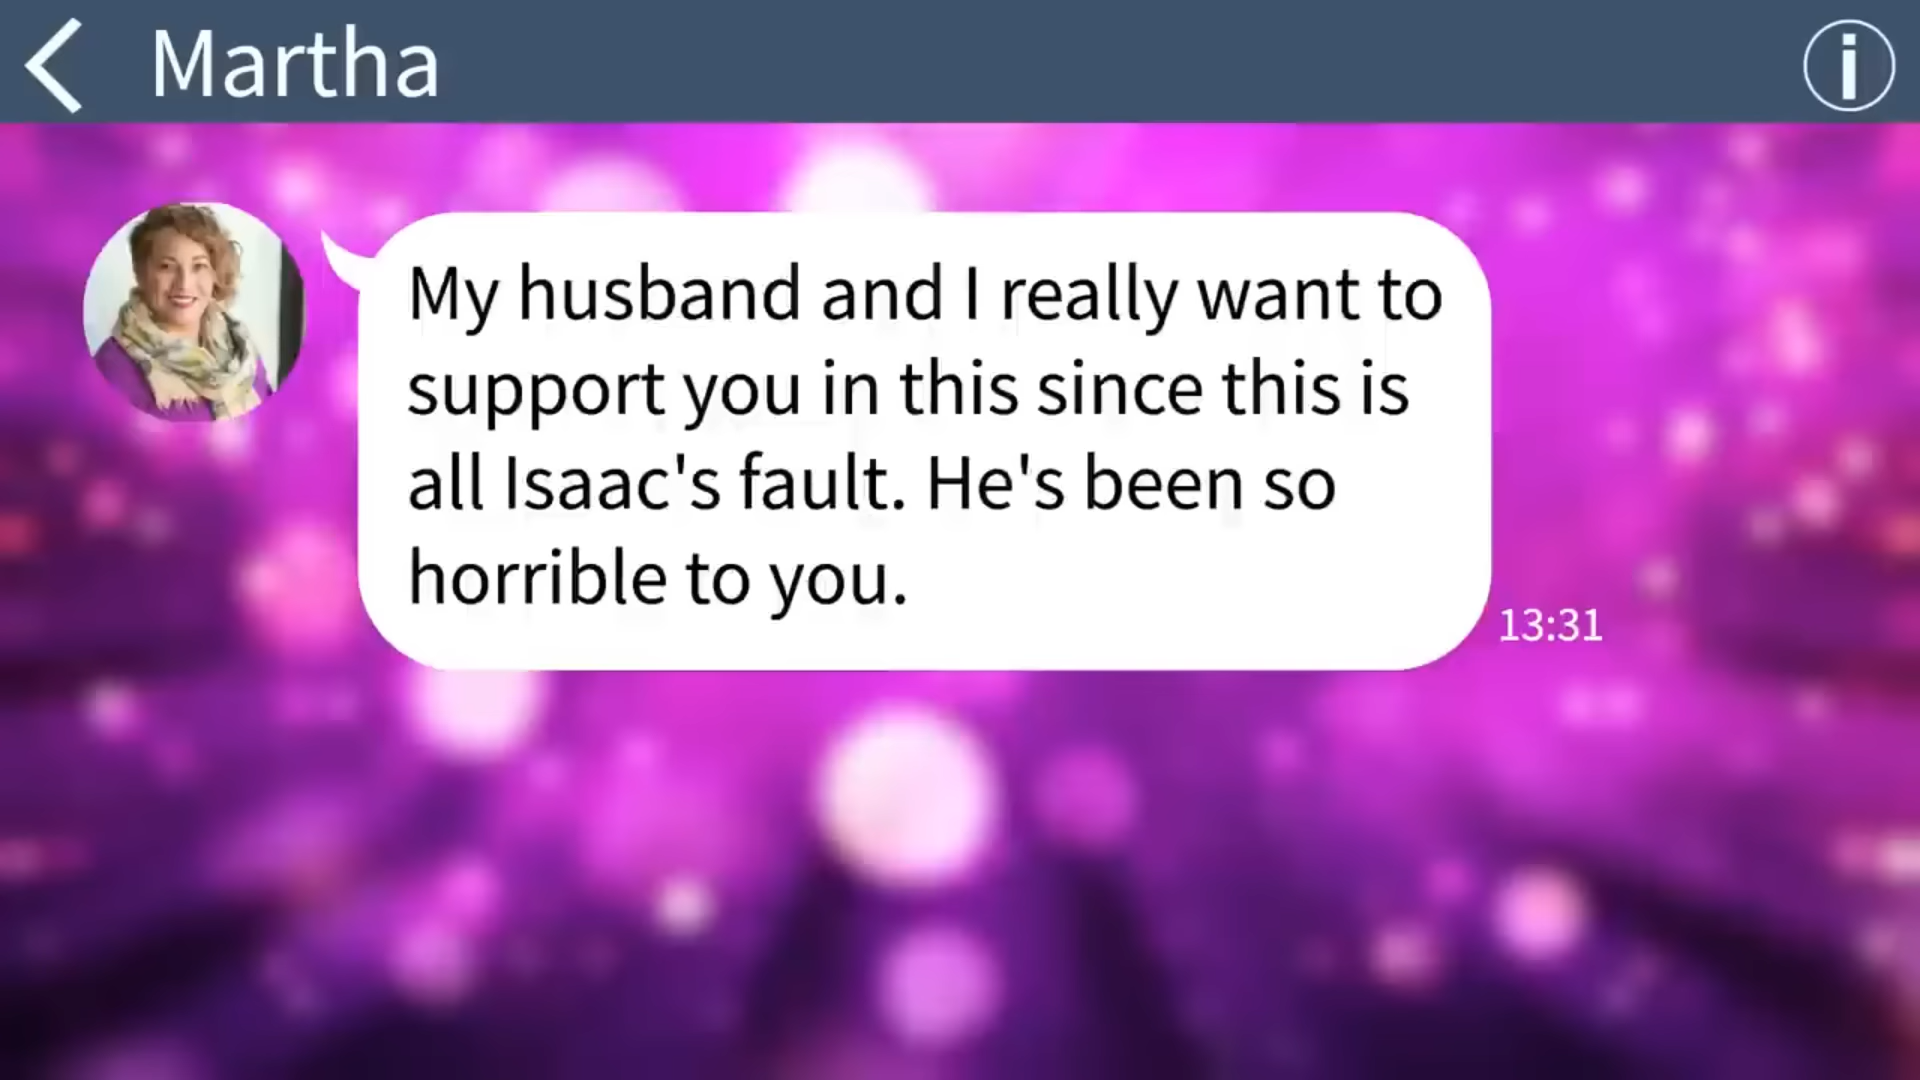 Martha
My husband and I really want to
support you in this since this is
all Isaac's fault. He's been so
horrible to you.
13:31